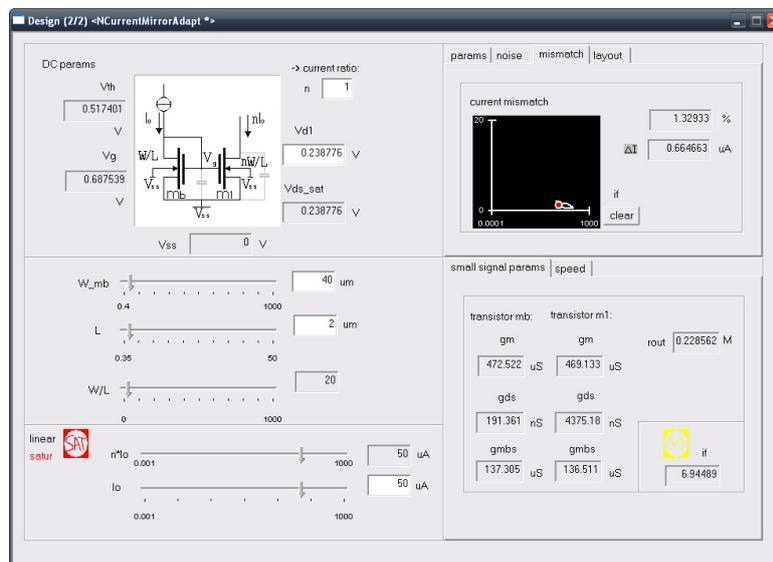 Design (2/2) <NCurrentMirrorAdapt *>
DC params
-> current ratio:
n 1
Vth
0.517401
V
Vg
0.687539
V
Io
nIo
W/L
Vg
nW/L
Vss
Vss
mb
m1
Vss
Vd1
0.238776 V
Vds_sat
0.238776 V
Vss 0 V
W_mb 40 um
0.4 1000
L 2 um
0.35 50
W/L 20
0 1000
linear
satur
SAT
n*Io 50 uA
0.001 1000
Io 50 uA
0.001 1000
params noise mismatch layout
current mismatch
20
0
0.0001 1000
1.32933 %
ΔI 0.664663 uA
if
clear
small signal params speed
transistor mb: transistor m1:
gm gm
472.522 uS 469.133 uS
rout 0.228562 M
gds gds
191.361 nS 4375.18 nS
gmbs gmbs
137.305 uS 136.511 uS
M if
6.94489